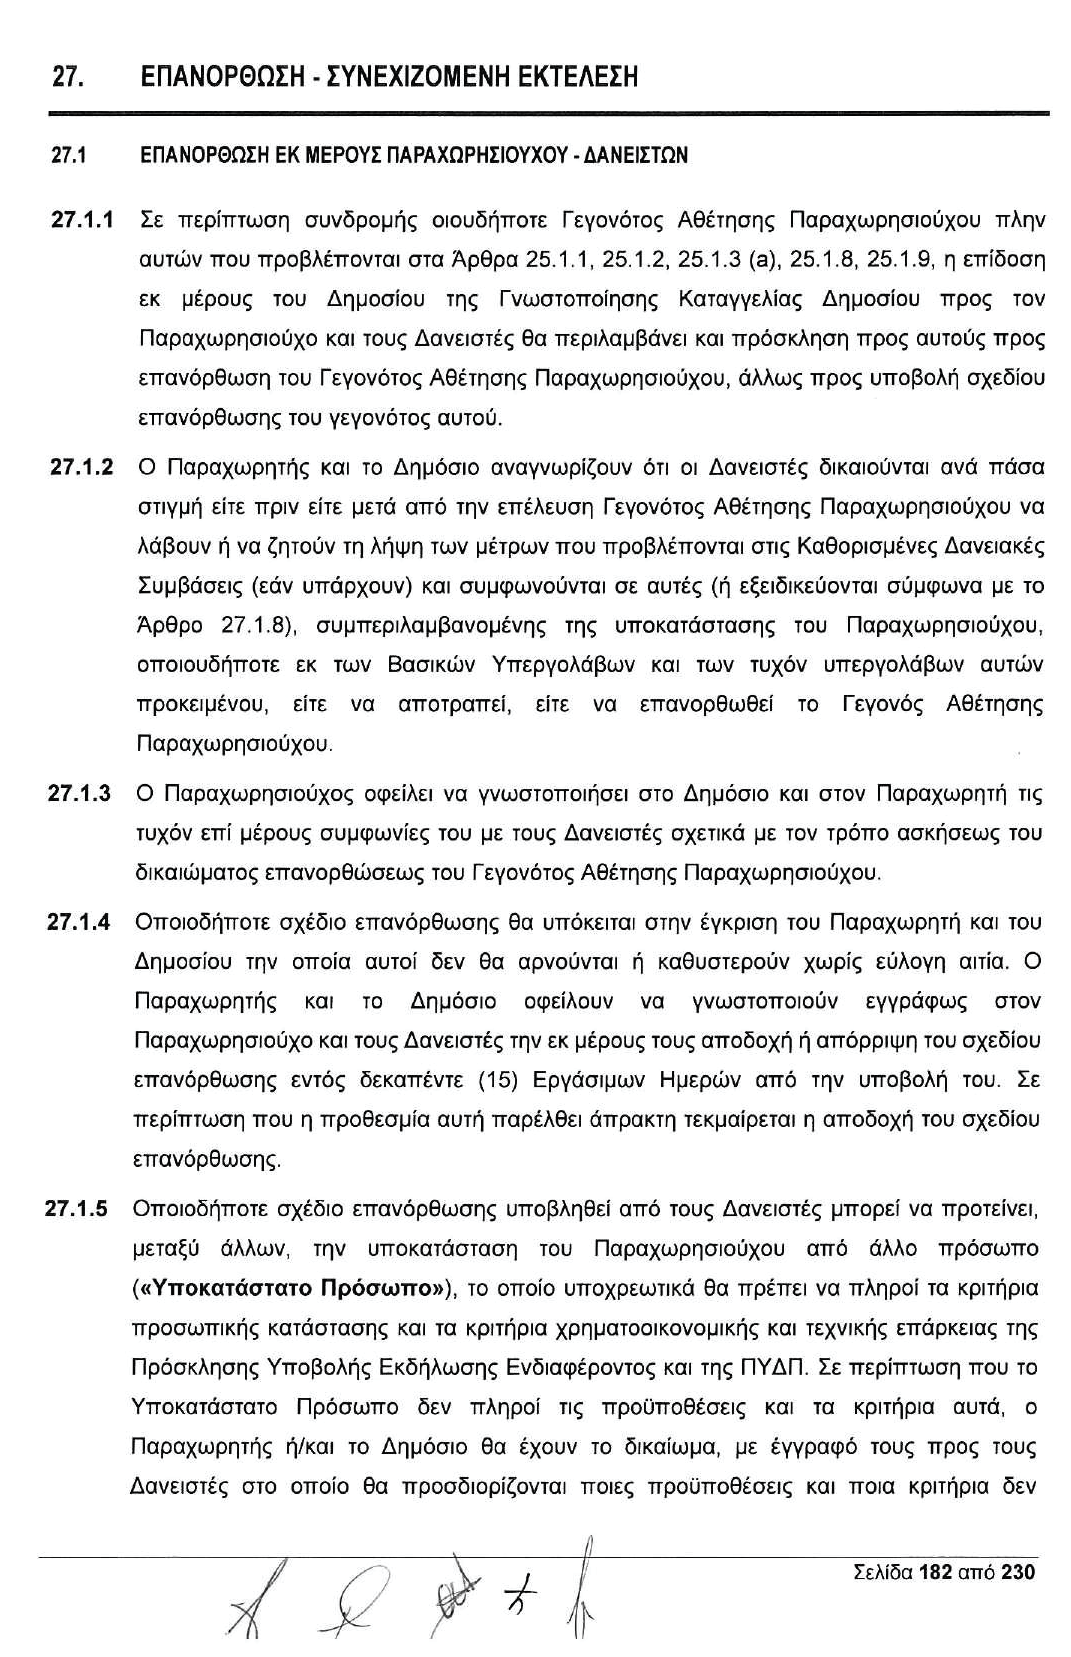 27. ΕΠΑΝΟΡΘΩΣΗ - ΣΥΝΕΧΙΖΟΜΕΝΗ ΕΚΤΕΛΕΣΗ
27.1 ΕΠΑΝΟΡΘΩΣΗ ΕΚ ΜΕΡΟΥΣ ΠΑΡΑΧΩΡΗΣΙΟΥΧΟΥ - ΔΑΝΕΙΣΤΩΝ
27.1.1 Σε περίπτωση συνδρομής οιουδήποτε Γεγονότος Αθέτησης Παραχωρησιούχου πλην
αυτών που προβλέπονται στα Άρθρα 25.1.1, 25.1.2, 25.1.3 (a), 25.1.8, 25.1.9, η επίδοση
εκ μέρους του Δημοσίου της Γνωστοποίησης Καταγγελίας Δημοσίου προς τον
Παραχωρησιούχο και τους Δανειστές θα περιλαμβάνει και πρόσκληση προς αυτούς προς
επανόρθωση του Γεγονότος Αθέτησης Παραχωρησιούχου, άλλως προς υποβολή σχεδίου
επανόρθωσης του γεγονότος αυτού.
27.1.2 Ο Παραχωρητής και το Δημόσιο αναγνωρίζουν ότι οι Δανειστές δικαιούνται ανά πάσα
στιγμή είτε πριν είτε μετά από την επέλευση Γεγονότος Αθέτησης Παραχωρησιούχου να
λάβουν ή να ζητούν τη λήψη των μέτρων που προβλέπονται στις Καθορισμένες Δανειακές
Συμβάσεις (εάν υπάρχουν) και συμφωνούνται σε αυτές (ή εξειδικεύονται σύμφωνα με το
Άρθρο 27.1.8), συμπεριλαμβανομένης της υποκατάστασης του Παραχωρησιούχου,
οποιουδήποτε εκ των Βασικών Υπεργολάβων και των τυχόν υπεργολάβων αυτών
προκειμένου, είτε να αποτραπεί, είτε να επανορθωθεί το Γεγονός Αθέτησης
Παραχωρησιούχου.
27.1.3 Ο Παραχωρησιούχος οφείλει να γνωστοποιήσει στο Δημόσιο και στον Παραχωρητή τις
τυχόν επί μέρους συμφωνίες του με τους Δανειστές σχετικά με τον τρόπο ασκήσεως του
δικαιώματος επανορθώσεως του Γεγονότος Αθέτησης Παραχωρησιούχου.
27.1.4 Οποιοδήποτε σχέδιο επανόρθωσης θα υπόκειται στην έγκριση του Παραχωρητή και του
Δημοσίου την οποία αυτοί δεν θα αρνούνται ή καθυστερούν χωρίς εύλογη αιτία. Ο
Παραχωρητής και το Δημόσιο οφείλουν να γνωστοποιούν εγγράφως στον
Παραχωρησιούχο και τους Δανειστές την εκ μέρους τους αποδοχή ή απόρριψη του σχεδίου
επανόρθωσης εντός δεκαπέντε (15) Εργάσιμων Ημερών από την υποβολή του. Σε
περίπτωση που η προθεσμία αυτή παρέλθει άπρακτη τεκμαίρεται η αποδοχή του σχεδίου
επανόρθωσης.
27.1.5 Οποιοδήποτε σχέδιο επανόρθωσης υποβληθεί από τους Δανειστές μπορεί να προτείνει,
μεταξύ άλλων, την υποκατάσταση του Παραχωρησιούχου από άλλο πρόσωπο
(«Υποκατάστατο Πρόσωπο»), το οποίο υποχρεωτικά θα πρέπει να πληροί τα κριτήρια
προσωπικής κατάστασης και τα κριτήρια χρηματοοικονομικής και τεχνικής επάρκειας της
Πρόσκλησης Υποβολής Εκδήλωσης Ενδιαφέροντος και της ΠΥΔΠ. Σε περίπτωση που το
Υποκατάστατο Πρόσωπο δεν πληροί τις προϋποθέσεις και τα κριτήρια αυτά, ο
Παραχωρητής ή/και το Δημόσιο θα έχουν το δικαίωμα, με έγγραφό τους προς τους
Δανειστές στο οποίο θα προσδιορίζονται ποιες προϋποθέσεις και ποια κριτήρια δεν
Σελίδα 182 από 230